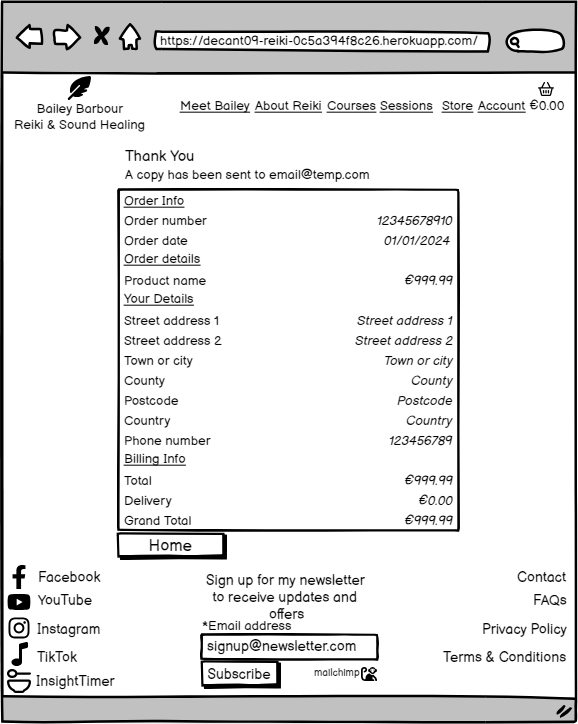 https://decant09-reiki-0c5a394f8c26.herokuapp.com/
Bailey Barbour
Reiki & Sound Healing
Meet Bailey About Reiki Courses Sessions Store Account €0.00
Thank You
A copy has been sent to email@temp.com
Order Info
Order number 12345678910
Order date 01/01/2024
Order details
Product name €999.99
Your Details
Street address 1 Street address 1
Street address 2 Street address 2
Town or city Town or city
County County
Postcode Postcode
Country Country
Phone number 123456789
Billing Info
Total €999.99
Delivery €0.00
Grand Total €999.99
Home
Facebook
YouTube
Instagram
TikTok
InsightTimer
Sign up for my newsletter
to receive updates and
offers
*Email address
signup@newsletter.com
Subscribe
mailchimp
Contact
FAQs
Privacy Policy
Terms & Conditions